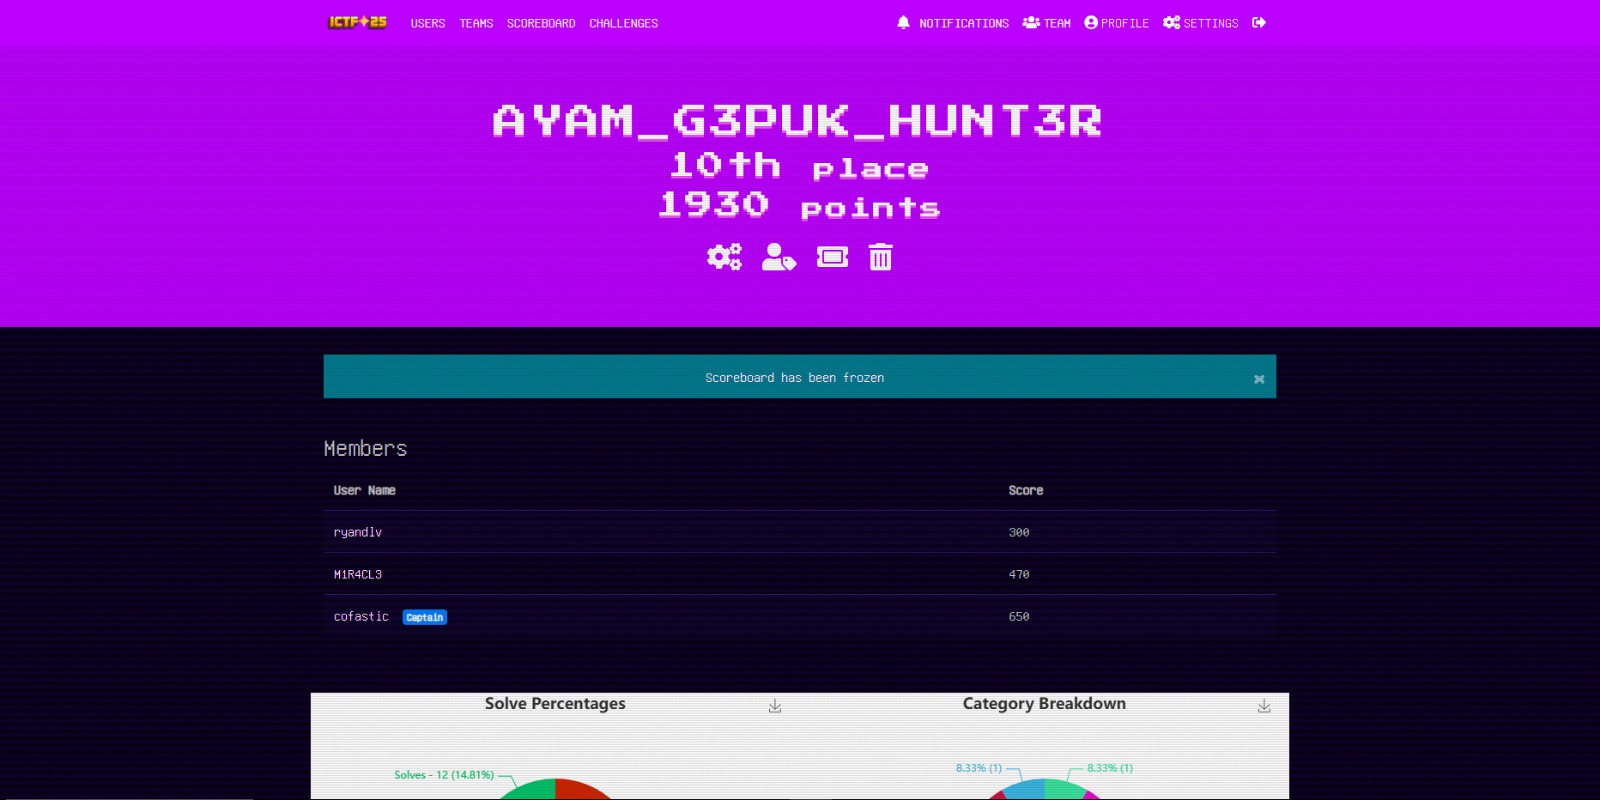 ICTF✦25 USERS TEAMS SCOREBOARD CHALLENGES NOTIFICATIONS TEAM PROFILE SETTINGS
AYAM_G3PUK_HUNT3R
10th place
1930 points
Scoreboard has been frozen
Members
User Name Score
ryandlv 300
M1R4CL3 470
cofastic Captain 650
Solve Percentages Category Breakdown
8.33% (1) 8.33% (1)
Solves - 12 (14.81%)